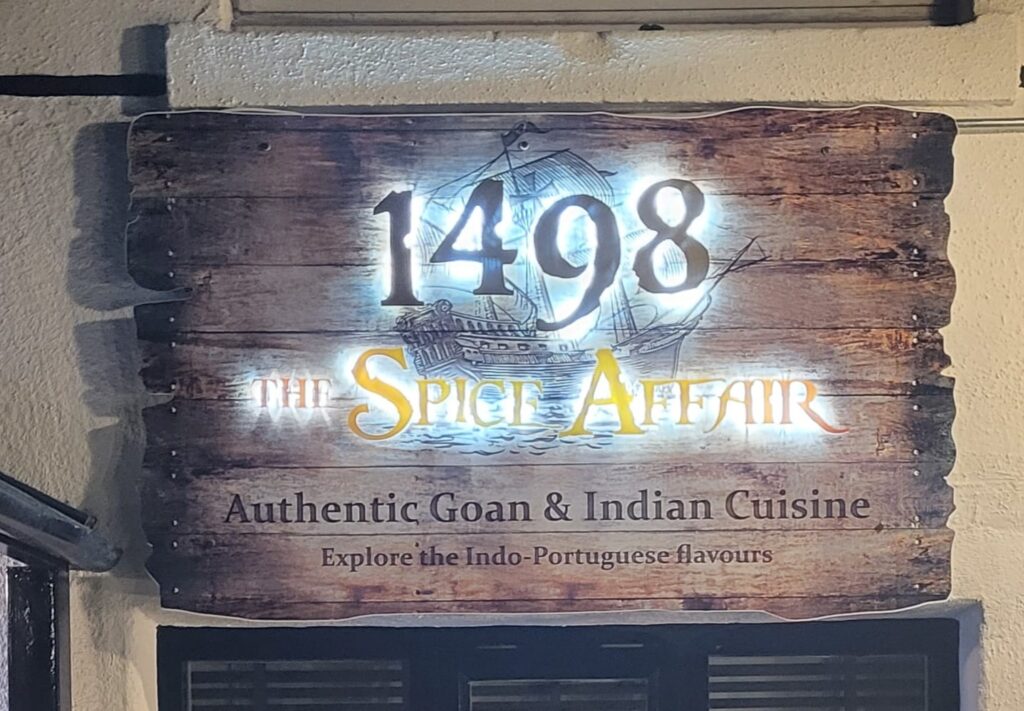 1498
THE SPICE AFFAIR
Authentic Goan & Indian Cuisine
Explore the Indo-Portuguese flavours